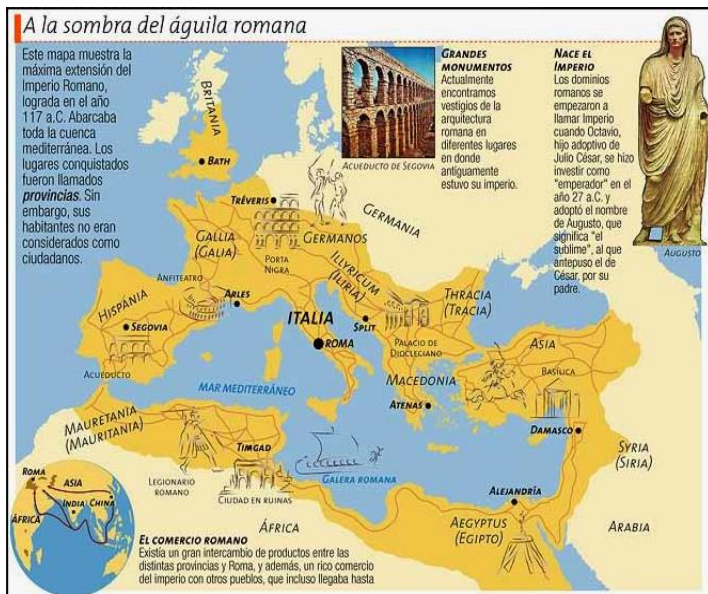 A la sombra del águila romana
Este mapa muestra la
máxima extensión del
Imperio Romano,
lograda en el año
117 a.C. Abarcaba
toda la cuenca
mediterránea. Los
lugares conquistados
fueron llamados
provincias. Sin
embargo, sus
habitantes no eran
considerados como
ciudadanos.
ACUEDUCTO DE SEGOVIA
GRANDES
MONUMENTOS
Actualmente
encontramos
vestigios de la
arquitectura
romana en
diferentes lugares
en donde
antiguamente
estuvo su imperio.
NACE EL
IMPERIO
Los dominios
romanos se
empezaron a
llamar Imperio
cuando Octavio,
hijo adoptivo de
Julio César, se hizo
investir como
"emperador" en el
año 27 a.C. y
adoptó el nombre
de Augusto, que
significa "el
sublime", al que
antepuso el de
César, por su
padre.
AUGUSTO
BRITANIA
BATH
TRÉVERIS
GERMANIA
GALLIA
(GALIA)
PORTA
NIGRA
GERMANOS
ILLYRICUM
(ILIRIA)
ANFITEATRO
ARLES
HISPANIA
SEGOVIA
ACUEDUCTO
ITALIA
ROMA
SPLIT
PALACIO DE
DIOCLECIANO
THRACIA
(TRACIA)
MACEDONIA
ATENAS
ASIA
BASÍLICA
DAMASCO
SYRIA
(SIRIA)
MAR MEDITERRÁNEO
MAURETANIA
(MAURITANIA)
LEGIONARIO
ROMANO
TIMGAD
CIUDAD EN RUINAS
GALERA ROMANA
ALEJANDRÍA
AEGYPTUS
(EGIPTO)
ÁFRICA
ARABIA
ROMA
ASIA
INDIA
CHINA
ÁFRICA
EL COMERCIO ROMANO
Existía un gran intercambio de productos entre las
distintas provincias y Roma, y además, un rico comercio
del imperio con otros pueblos, que incluso llegaba hasta